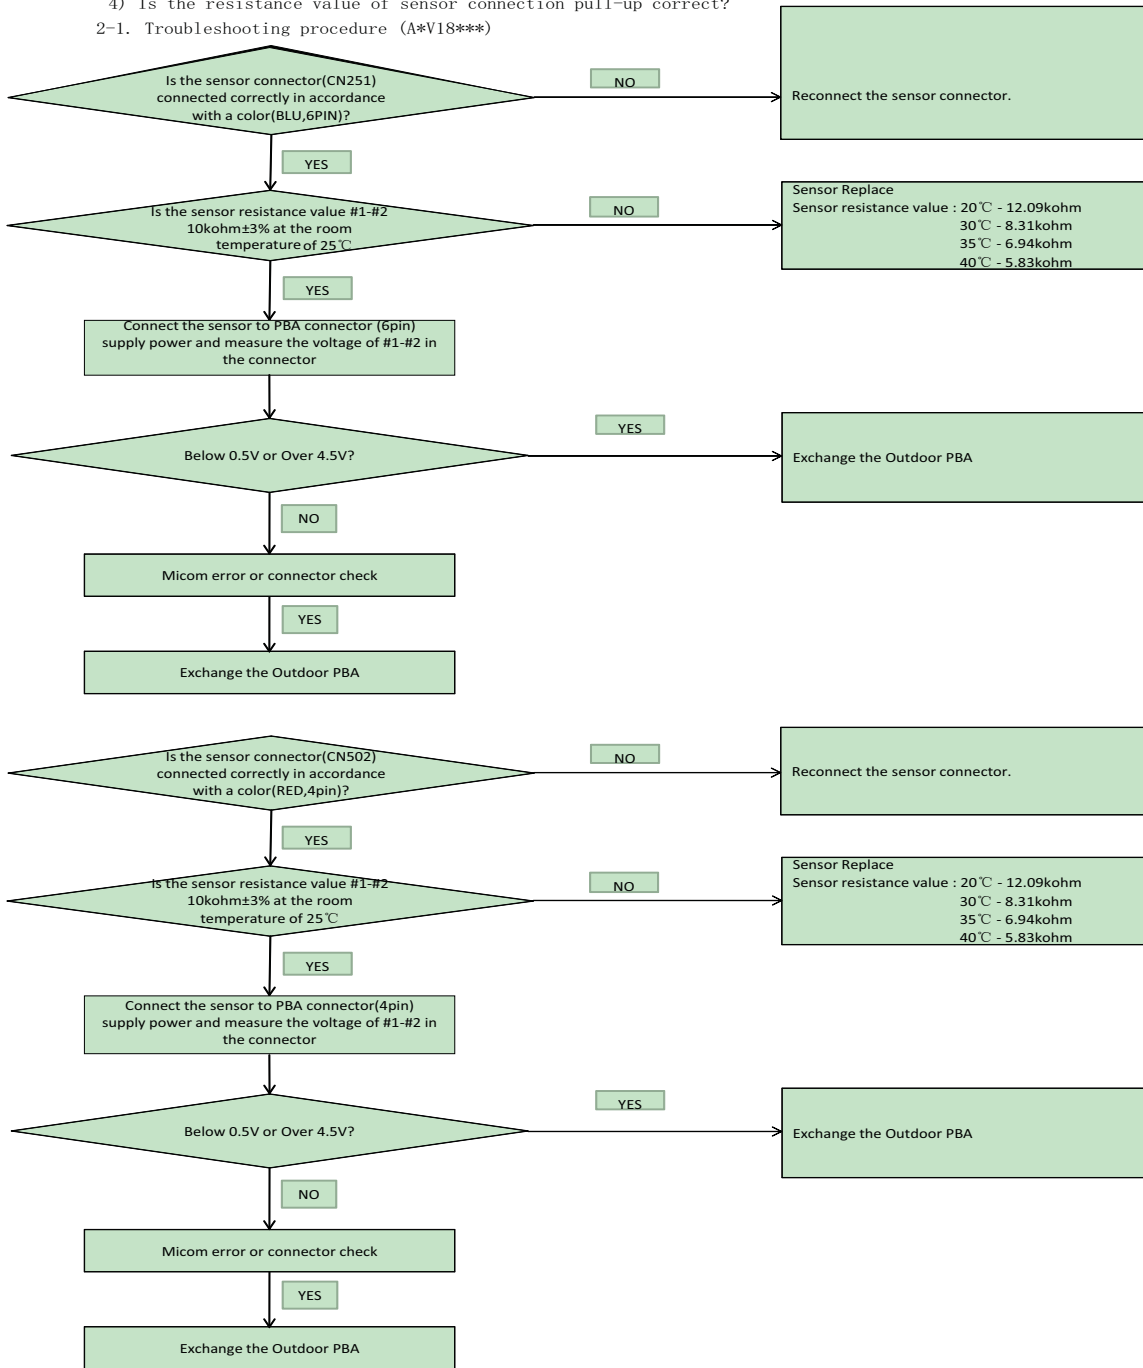 4) Is the resistance value of sensor connection pull-up correct?
2-1. Troubleshooting procedure (A*V18***)
Is the sensor connector(CN251)
connected correctly in accordance
with a color(BLU,6PIN)?
NO
Reconnect the sensor connector.
YES
Is the sensor resistance value #1-#2
10kohm±3% at the room
temperature of 25℃
NO
Sensor Replace
Sensor resistance value : 20℃ - 12.09kohm
30℃ - 8.31kohm
35℃ - 6.94kohm
40℃ - 5.83kohm
YES
Connect the sensor to PBA connector (6pin)
supply power and measure the voltage of #1-#2 in
the connector
Below 0.5V or Over 4.5V?
YES
Exchange the Outdoor PBA
NO
Micom error or connector check
YES
Exchange the Outdoor PBA
Is the sensor connector(CN502)
connected correctly in accordance
with a color(RED,4pin)?
NO
Reconnect the sensor connector.
YES
Is the sensor resistance value #1-#2
10kohm±3% at the room
temperature of 25℃
NO
Sensor Replace
Sensor resistance value : 20℃ - 12.09kohm
30℃ - 8.31kohm
35℃ - 6.94kohm
40℃ - 5.83kohm
YES
Connect the sensor to PBA connector(4pin)
supply power and measure the voltage of #1-#2 in
the connector
Below 0.5V or Over 4.5V?
YES
Exchange the Outdoor PBA
NO
Micom error or connector check
YES
Exchange the Outdoor PBA